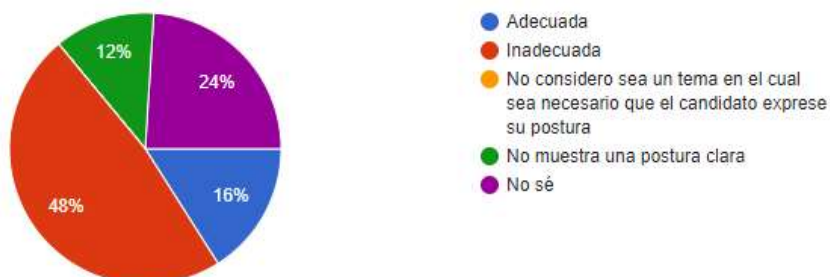 12%
24%
48%
16%
Adecuada
Inadecuada
No considero sea un tema en el cual
sea necesario que el candidato exprese
su postura
No muestra una postura clara
No sé